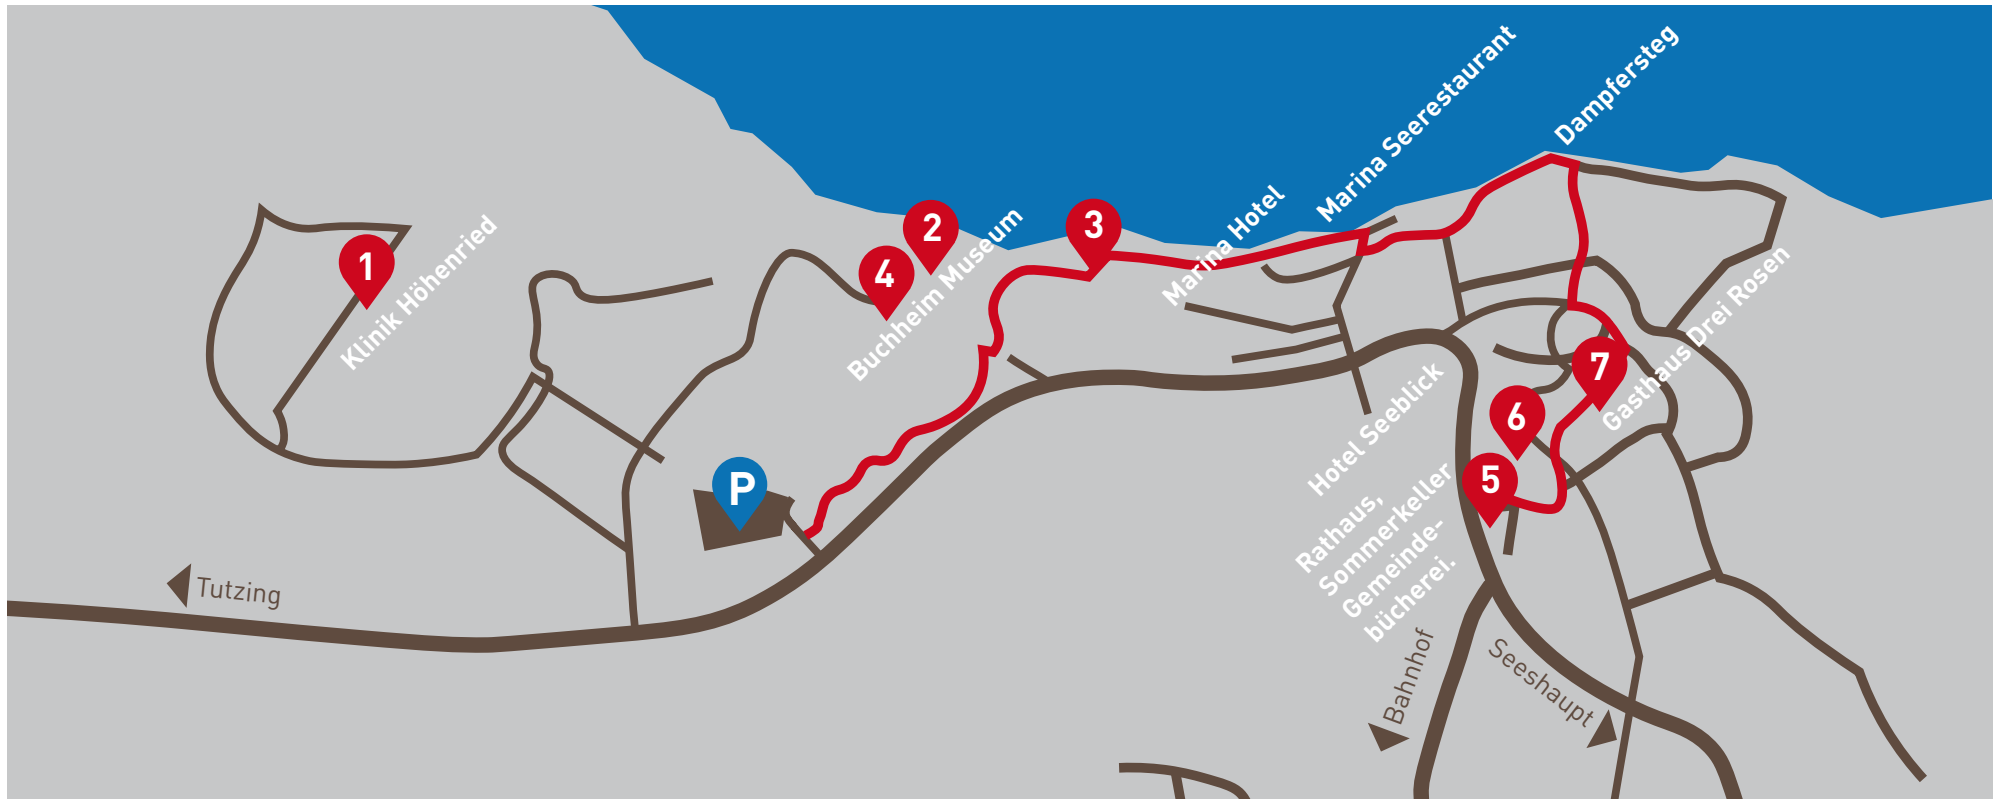 Dampfersteg
Marina Seerestaurant
Marina Hotel
1
Klinik Höhenried
2
3
4
Buchheim Museum
Gasthaus Drei Rosen
7
6
Hotel Seeblick
5
P
Rathaus,
Sommerkeller
Gemeinde-
bücherei.
Tutzing
Bahnhof
Seeshaupt